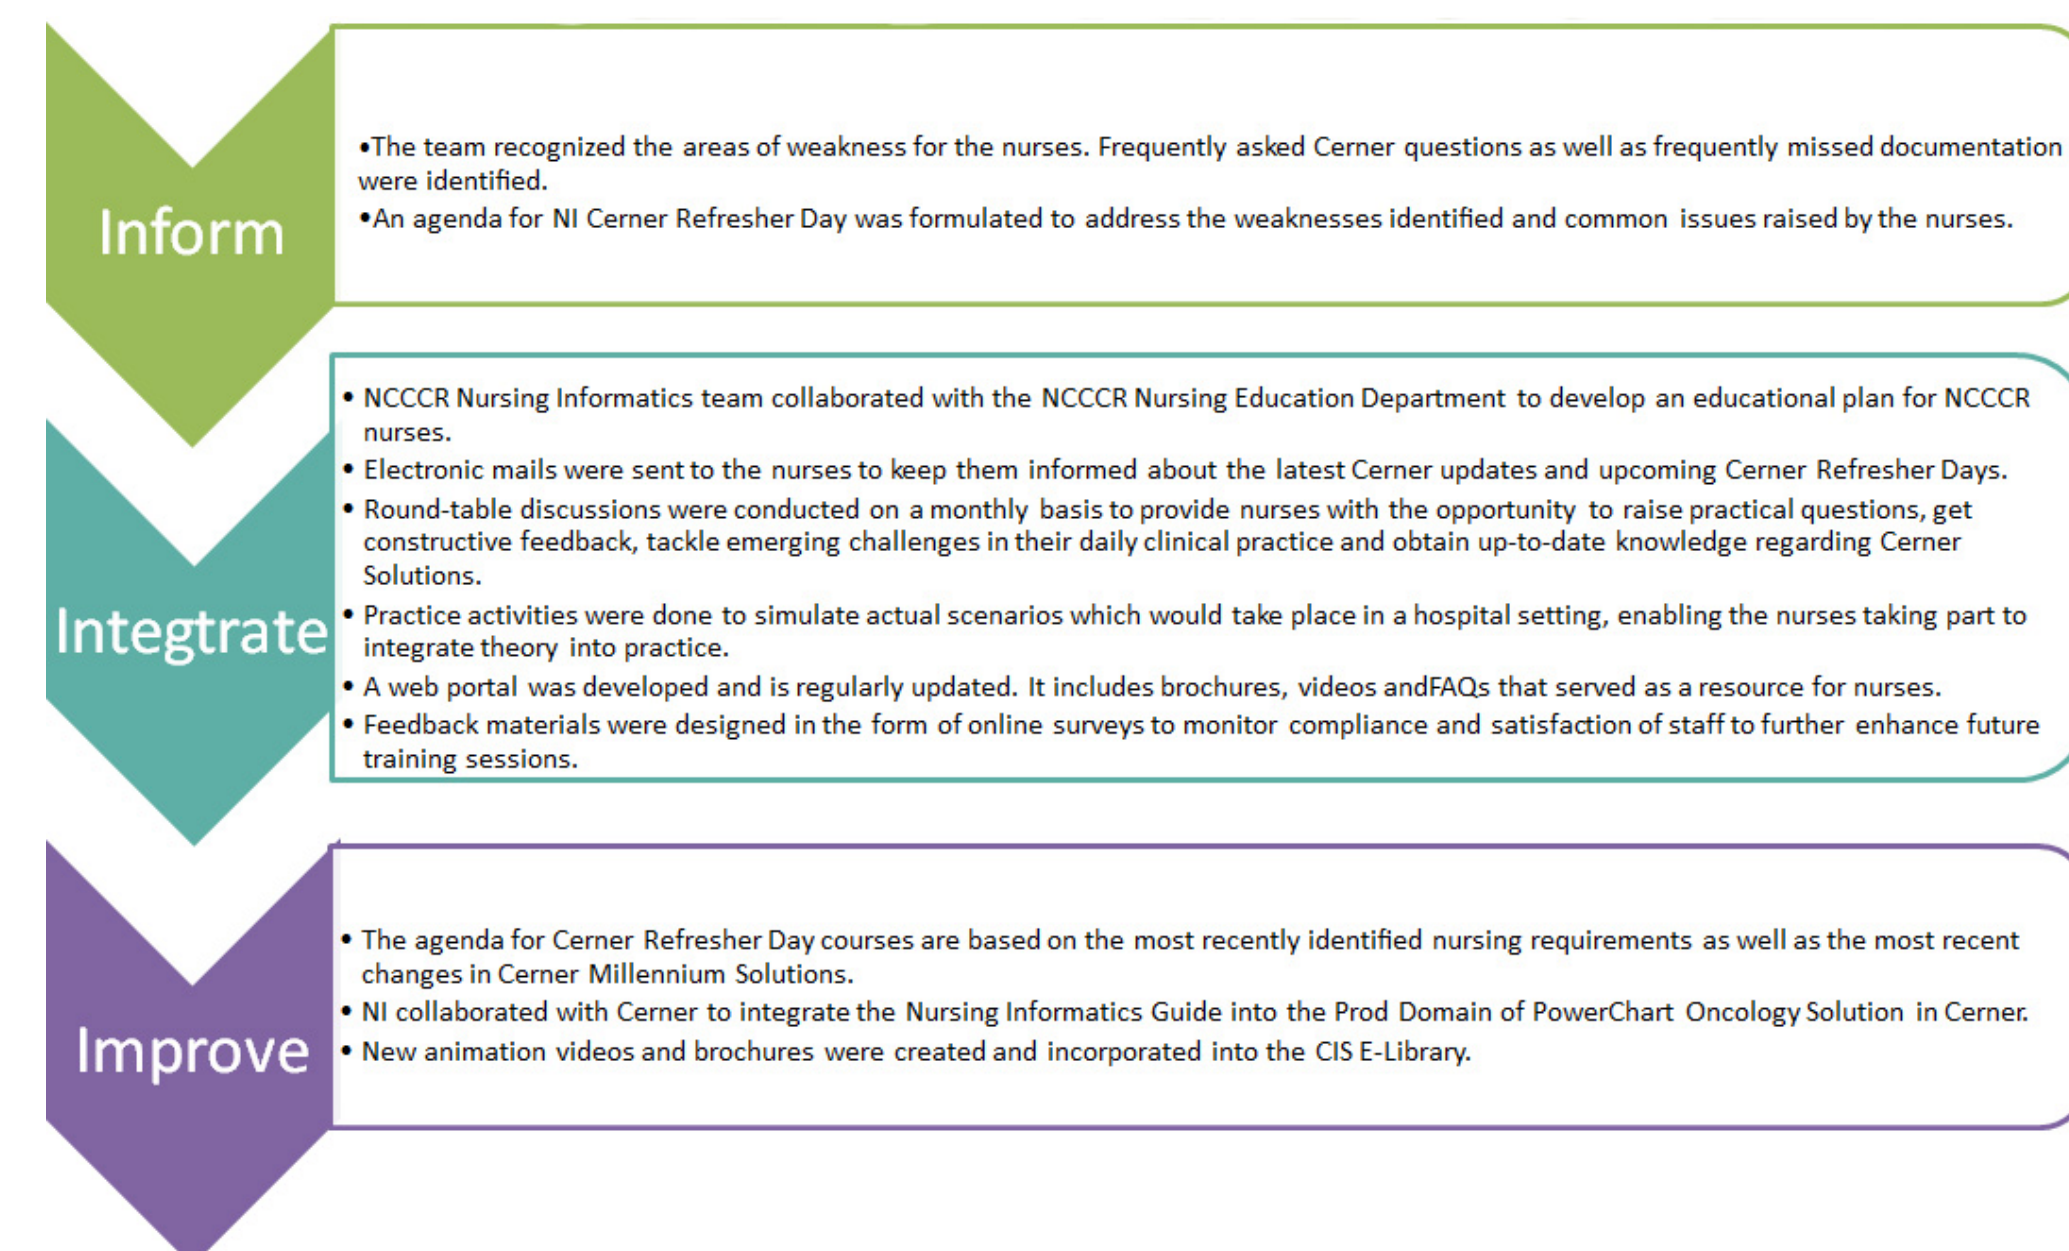 Inform
•The team recognized the areas of weakness for the nurses. Frequently asked Cerner questions as well as frequently missed documentation
were identified.
•An agenda for NI Cerner Refresher Day was formulated to address the weaknesses identified and common issues raised by the nurses.
Integtrate
• NCCCR Nursing Informatics team collaborated with the NCCCR Nursing Education Department to develop an educational plan for NCCCR
nurses.
• Electronic mails were sent to the nurses to keep them informed about the latest Cerner updates and upcoming Cerner Refresher Days.
• Round-table discussions were conducted on a monthly basis to provide nurses with the opportunity to raise practical questions, get
constructive feedback, tackle emerging challenges in their daily clinical practice and obtain up-to-date knowledge regarding Cerner
Solutions.
• Practice activities were done to simulate actual scenarios which would take place in a hospital setting, enabling the nurses taking part to
integrate theory into practice.
• A web portal was developed and is regularly updated. It includes brochures, videos andFAQs that served as a resource for nurses.
• Feedback materials were designed in the form of online surveys to monitor compliance and satisfaction of staff to further enhance future
training sessions.
Improve
• The agenda for Cerner Refresher Day courses are based on the most recently identified nursing requirements as well as the most recent
changes in Cerner Millennium Solutions.
• NI collaborated with Cerner to integrate the Nursing Informatics Guide into the Prod Domain of PowerChart Oncology Solution in Cerner.
• New animation videos and brochures were created and incorporated into the CIS E-Library.